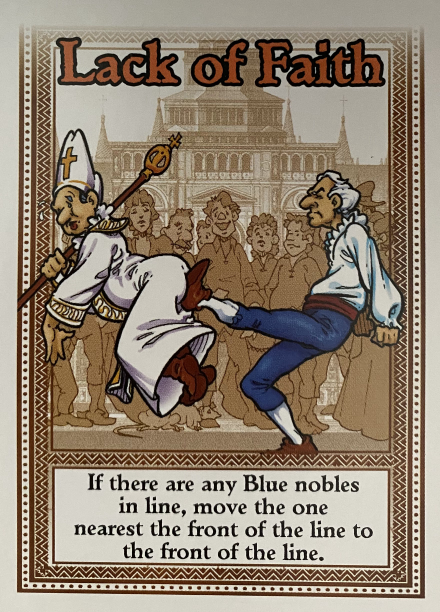 Lack of Faith
If there are any Blue nobles
in line, move the one
nearest the front of the line to
the front of the line.